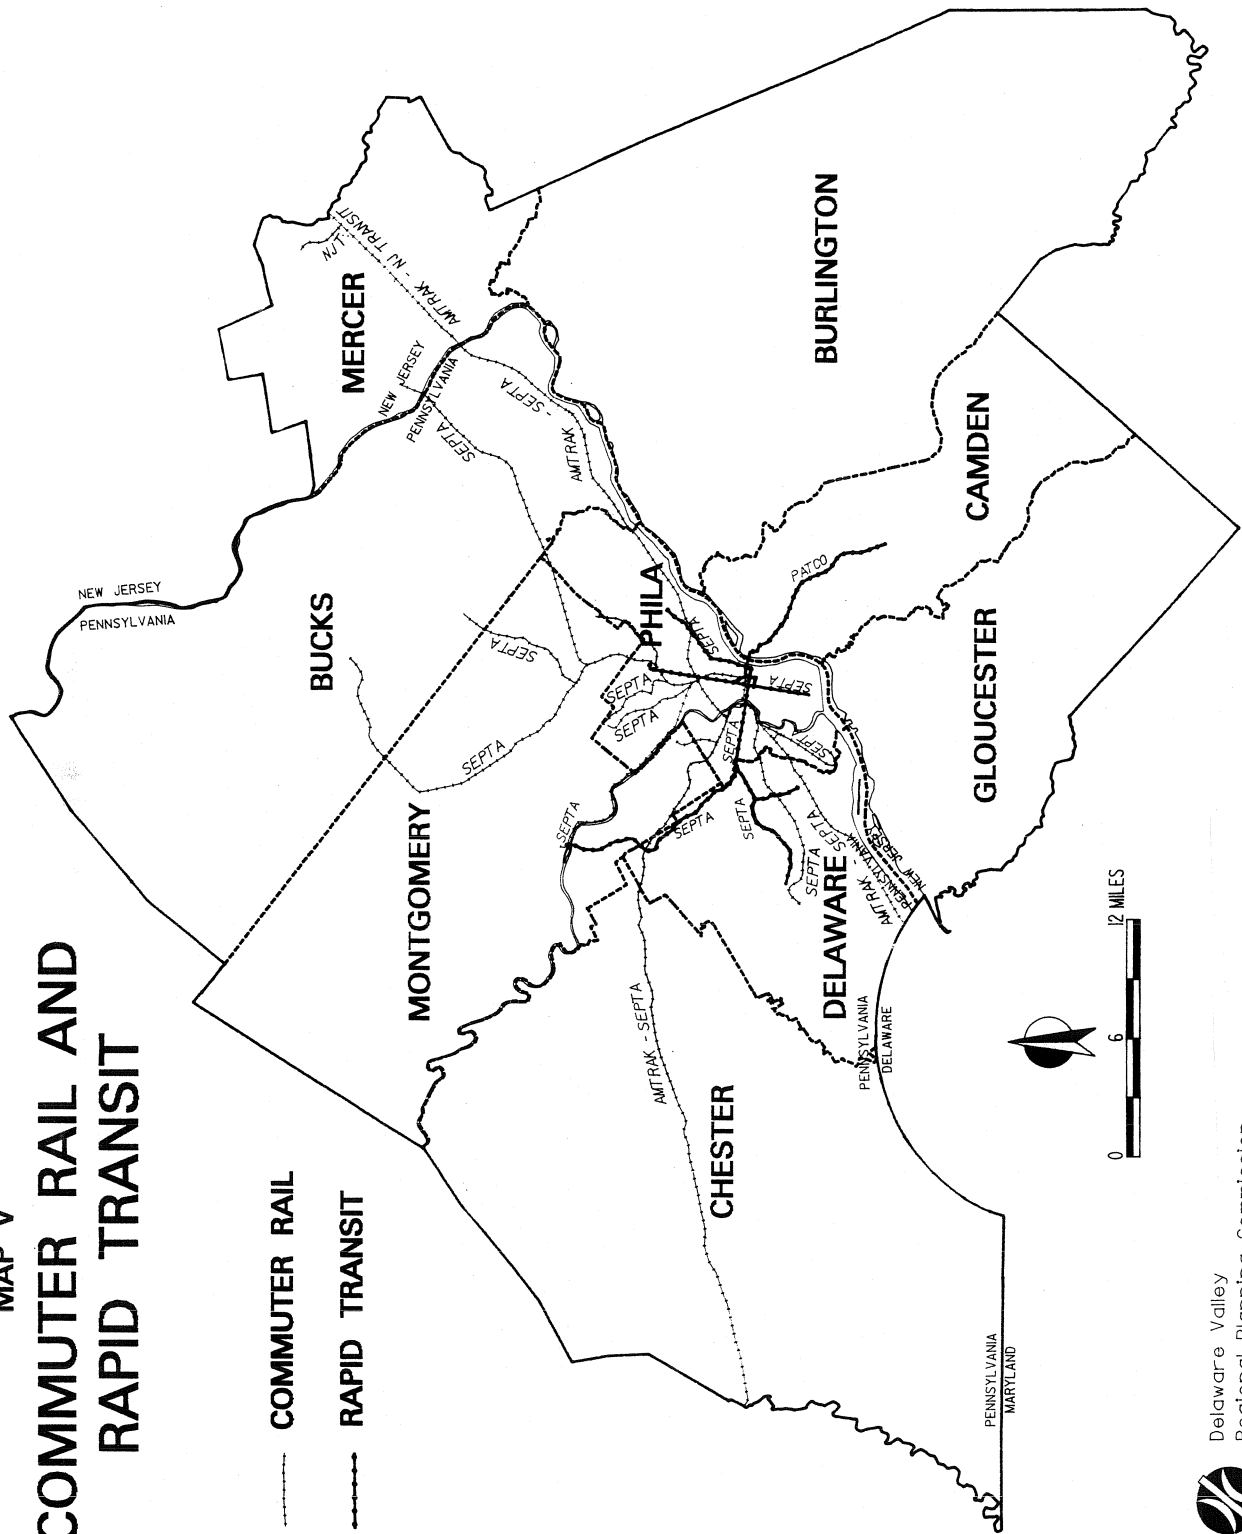 MAP V
COMMUTER RAIL AND
RAPID TRANSIT
COMMUTER RAIL
RAPID TRANSIT
NEW JERSEY
PENNSYLVANIA
BUCKS
MERCER
NJT
AMTRAK - NJ TRANSIT
NEW JERSEY
PENNSYLVANIA
SEPTA
AMTRAK - SEPTA
BURLINGTON
MONTGOMERY
SEPTA
SEPTA
SEPTA
SEPTA
SEPTA
PHILA
SEPTA
SEPTA
PATCO
CAMDEN
GLOUCESTER
SEPTA
SEPTA
SEPTA
SEPTA
SEPTA
DELAWARE
AMTRAK - SEPTA
PENNSYLVANIA
NEW JERSEY
AMTRAK - SEPTA
CHESTER
PENNSYLVANIA
DELAWARE
PENNSYLVANIA
MARYLAND
0 6 12 MILES
Delaware Valley
Regional Planning Commission